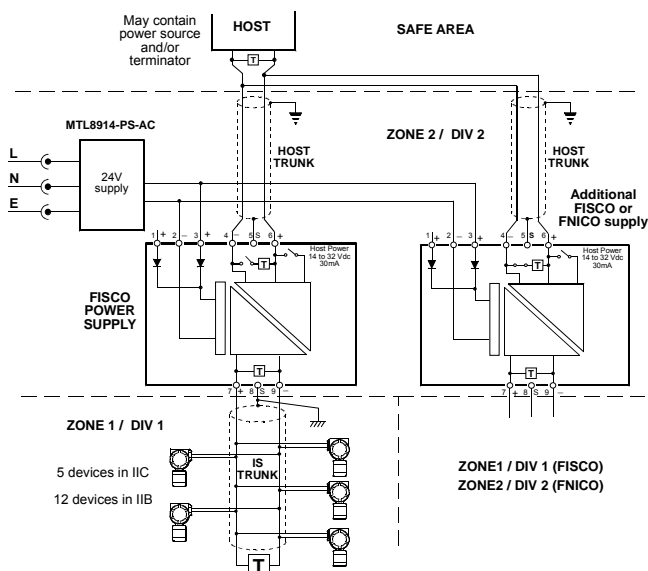 May contain
power source
and/or
terminator
HOST
T
SAFE AREA
MTL8914-PS-AC
L
N
E
24V
supply
HOST
TRUNK
ZONE 2 / DIV 2
HOST
TRUNK
Additional
FISCO or
FNICO supply
1 + 2 – 3 + 4 – 5 S 6 +
Host Power
14 to 32 Vdc
30mA
T
FISCO
POWER
SUPPLY
T
7 + 8 S 9 –
1 + 2 – 3 + 4 – 5 S 6 +
Host Power
14 to 32 Vdc
30mA
T
T
7 + 8 S 9 –
ZONE 1 / DIV 1
5 devices in IIC
12 devices in IIB
IS
TRUNK
T
ZONE1 / DIV 1 (FISCO)
ZONE2 / DIV 2 (FNICO)